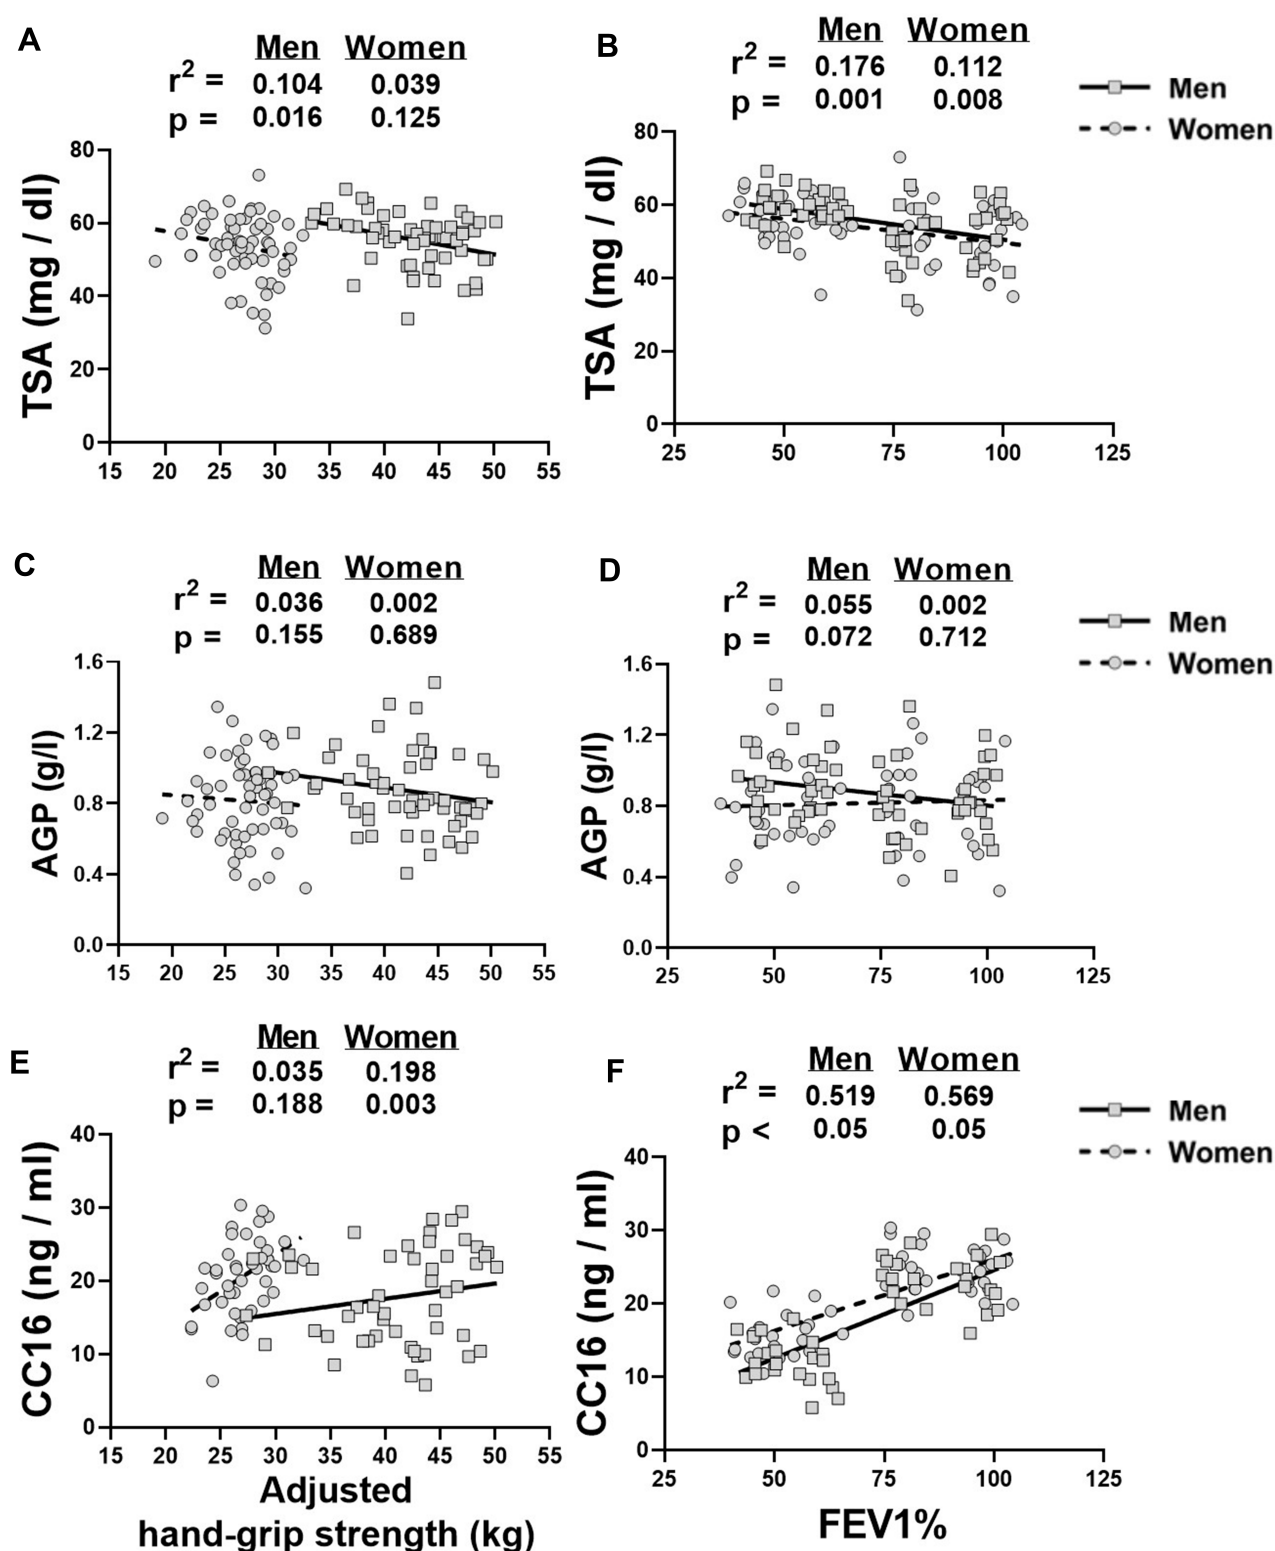 A
Men Women
r2 = 0.104 0.039
p = 0.016 0.125
TSA (mg / dl)
80
60
40
20
0
15 20 25 30 35 40 45 50 55
B
Men Women
r2 = 0.176 0.112
p = 0.001 0.008
TSA (mg / dl)
80
60
40
20
0
25 50 75 100 125
Men
Women
C
Men Women
r2 = 0.036 0.002
p = 0.155 0.689
AGP (g/l)
1.6
1.2
0.8
0.4
0.0
15 20 25 30 35 40 45 50 55
D
Men Women
r2 = 0.055 0.002
p = 0.072 0.712
AGP (g/l)
1.6
1.2
0.8
0.4
0.0
25 50 75 100 125
Men
Women
E
Men Women
r2 = 0.035 0.198
p = 0.188 0.003
CC16 (ng / ml)
40
30
20
10
0
15 20 25 30 35 40 45 50 55
Adjusted
hand-grip strength (kg)
F
Men Women
r2 = 0.519 0.569
p < 0.05 0.05
CC16 (ng / ml)
40
30
20
10
0
25 50 75 100 125
FEV1%
Men
Women